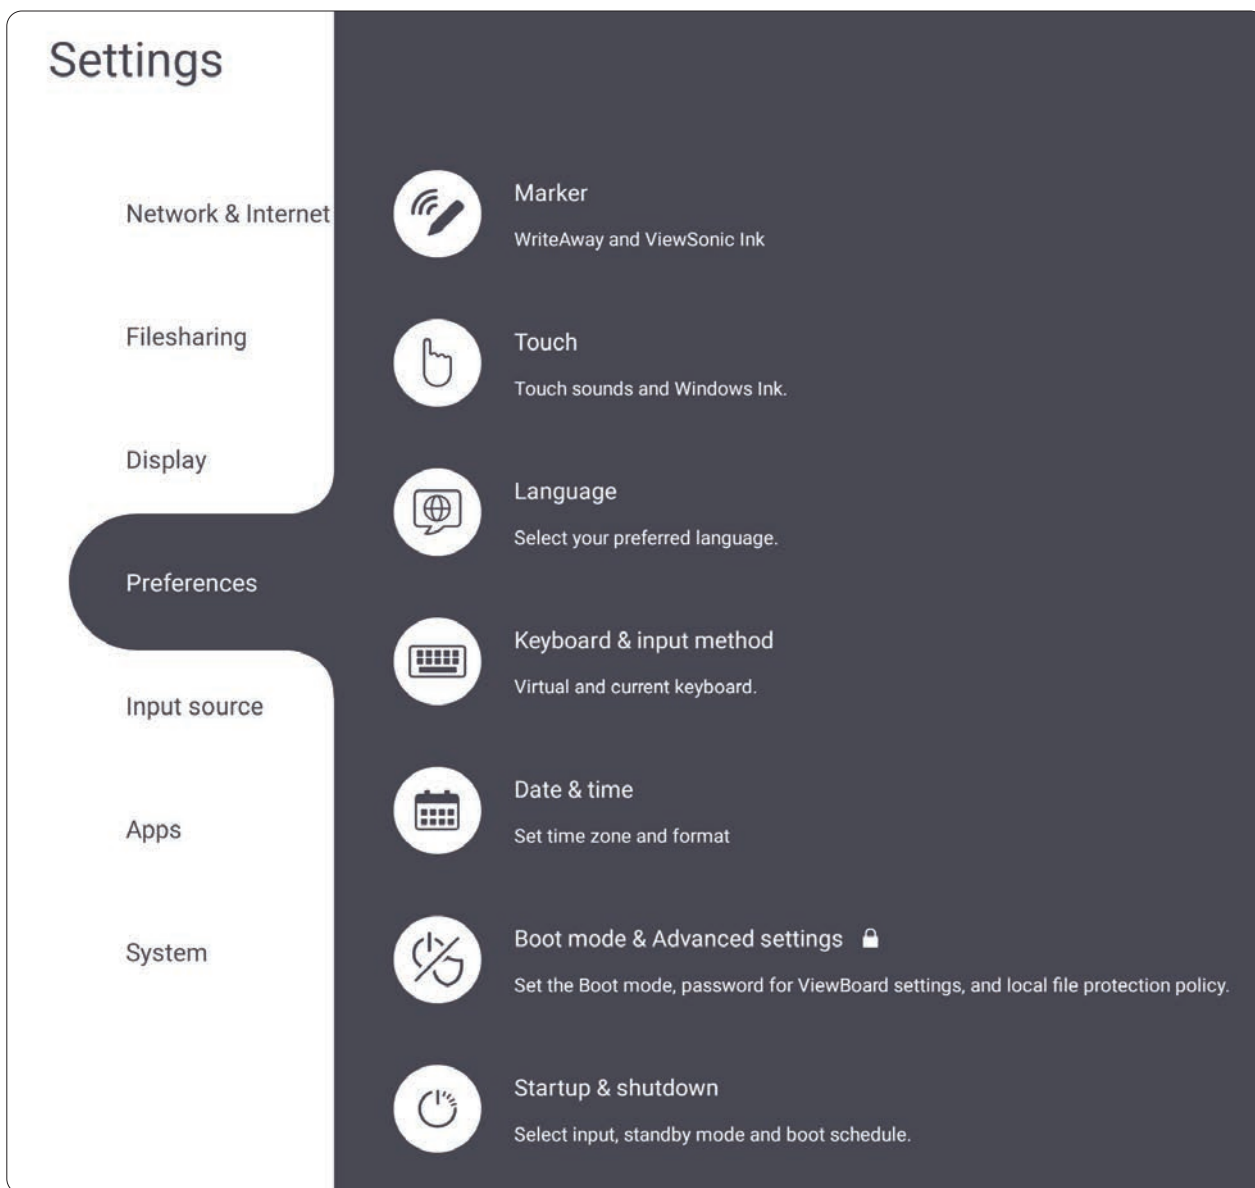 Settings
Network & Internet
Filesharing
Display
Preferences
Input source
Apps
System
Marker
WriteAway and ViewSonic Ink
Touch
Touch sounds and Windows Ink.
Language
Select your preferred language.
Keyboard & input method
Virtual and current keyboard.
Date & time
Set time zone and format
Boot mode & Advanced settings
Set the Boot mode, password for ViewBoard settings, and local file protection policy.
Startup & shutdown
Select input, standby mode and boot schedule.